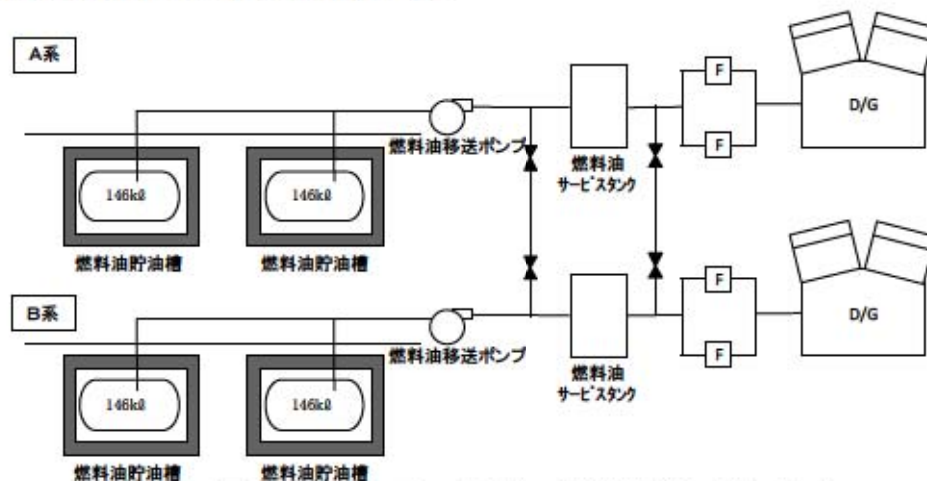 A系
146kℓ
146kℓ
燃料油貯油槽
燃料油貯油槽
燃料油移送ポンプ
燃料油
サービスタンク
F
F
D/G
B系
146kℓ
146kℓ
燃料油貯油槽
燃料油貯油槽
燃料油移送ポンプ
燃料油
サービスタンク
F
F
D/G